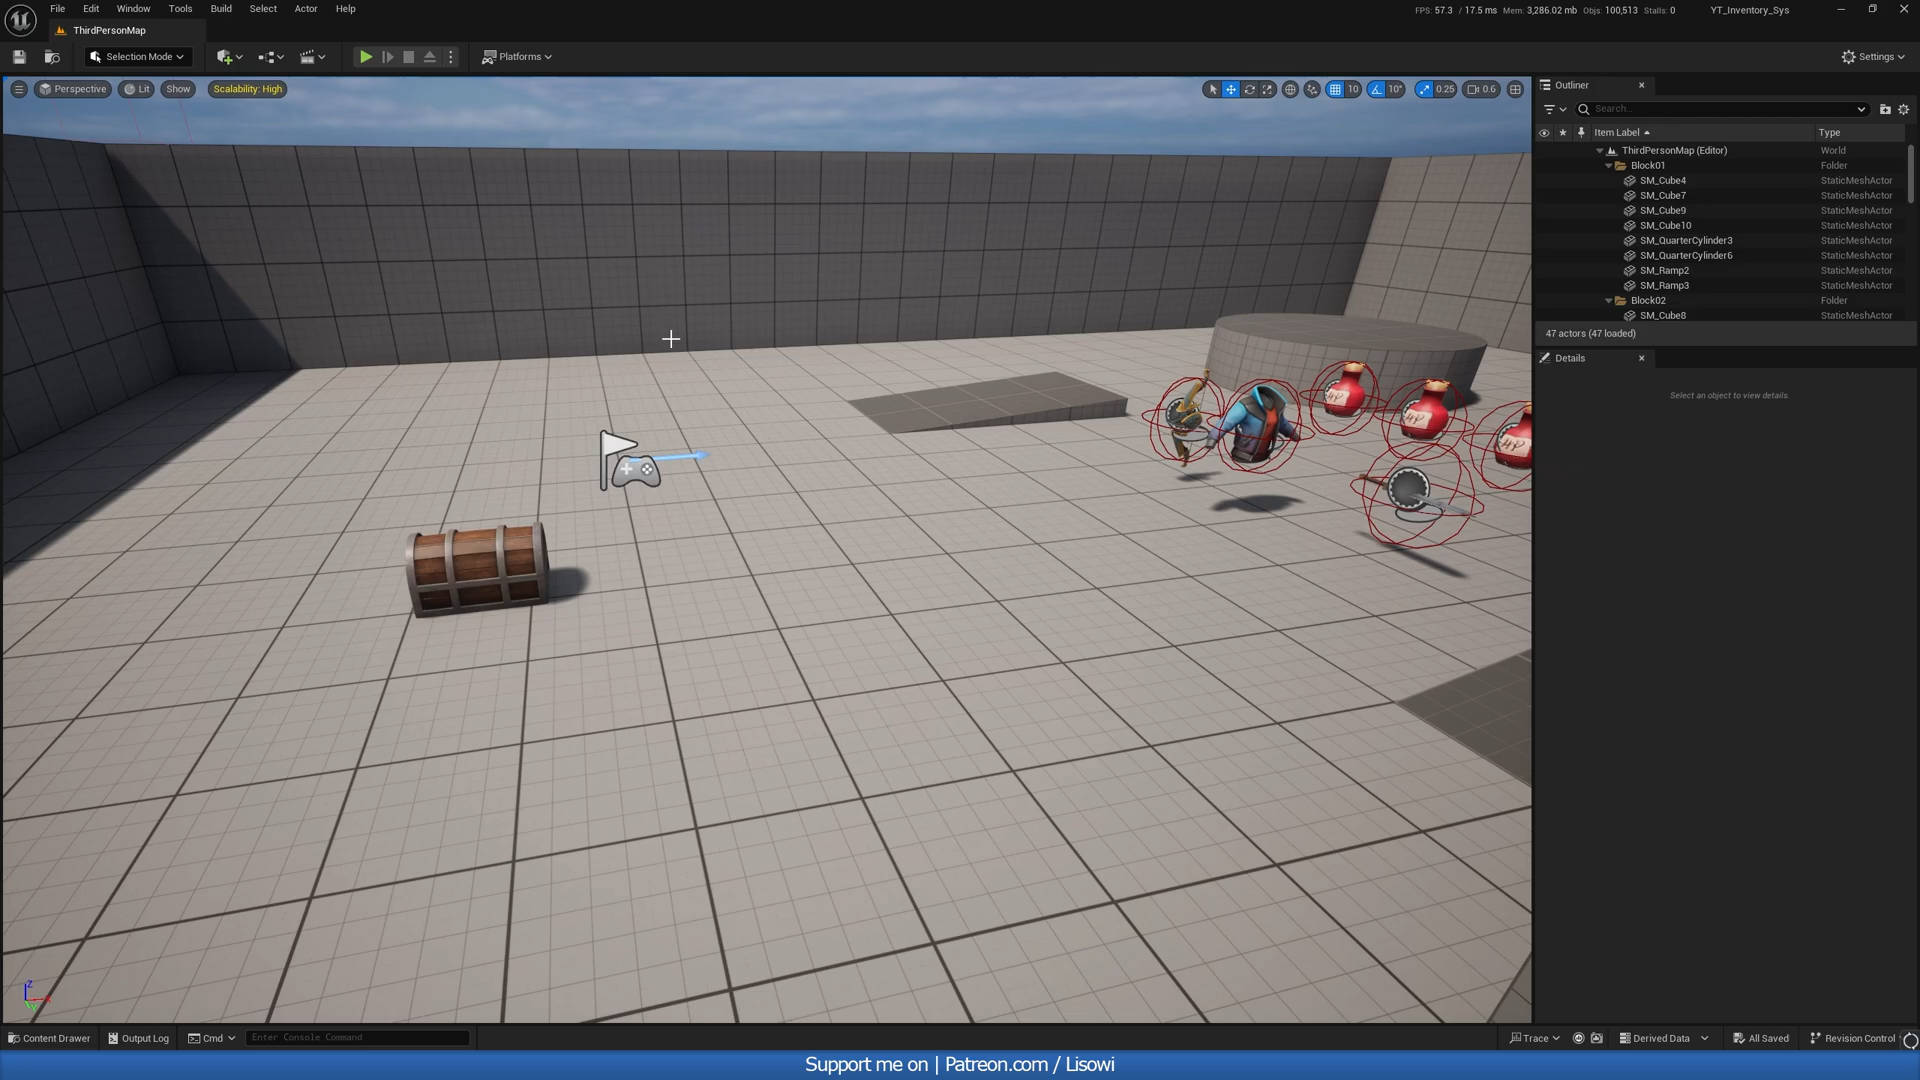 File Edit Window Tools Build Select Actor Help
FPS: 57.3 / 17.5 ms Mem: 3,286.02 mb Objs: 100,513 Stalls: 0 YT_Inventory_Sys
ThirdPersonMap
Selection Mode Platforms Settings
Perspective Lit Show Scalability: High 10 10° 0.25 0.6
Outliner
Search...
Item Label Type
ThirdPersonMap (Editor) World
Block01 Folder
SM_Cube4 StaticMeshActor
SM_Cube7 StaticMeshActor
SM_Cube9 StaticMeshActor
SM_Cube10 StaticMeshActor
SM_QuarterCylinder3 StaticMeshActor
SM_QuarterCylinder6 StaticMeshActor
SM_Ramp2 StaticMeshActor
SM_Ramp3 StaticMeshActor
Block02 Folder
SM_Cube8 StaticMeshActor
47 actors (47 loaded)
Details
Select an object to view details.
HP HP HP
Z
X
Y
Content Drawer Output Log Cmd Enter Console Command Trace Derived Data All Saved Revision Control
Support me on | Patreon.com / Lisowi